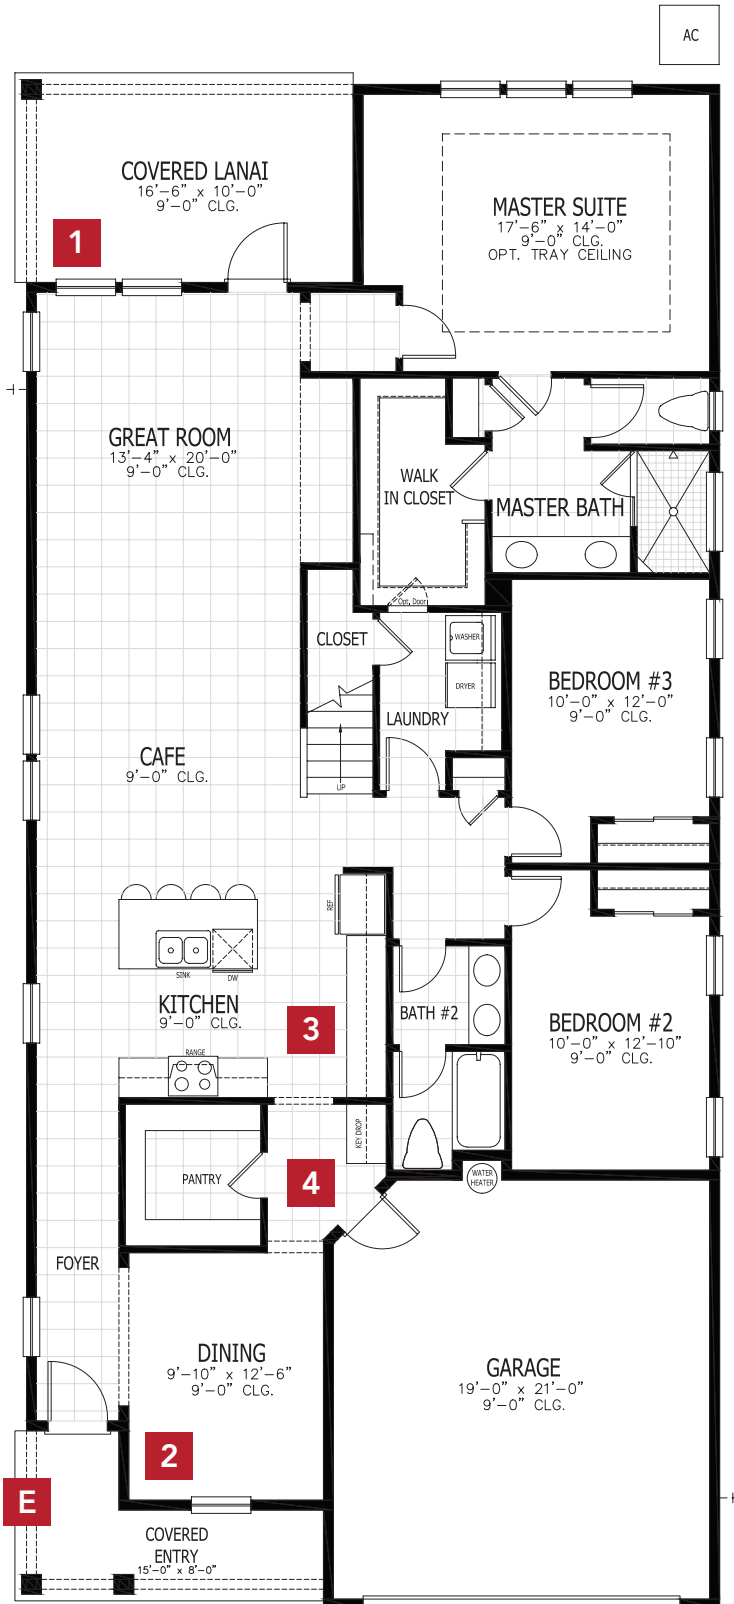 AC
COVERED LANAI
16'-6" x 10'-0"
9'-0" CLG.
1
MASTER SUITE
17'-6" x 14'-0"
9'-0" CLG.
OPT. TRAY CEILING
GREAT ROOM
13'-4" x 20'-0"
9'-0" CLG.
WALK
IN CLOSET
MASTER BATH
Opt. Door
CLOSET
WASHER
DRYER
LAUNDRY
UP
BEDROOM #3
10'-0" x 12'-0"
9'-0" CLG.
CAFE
9'-0" CLG.
REF
SINK
DW
KITCHEN
9'-0" CLG.
3
RANGE
BATH #2
BEDROOM #2
10'-0" x 12'-10"
9'-0" CLG.
KEY DROP
PANTRY
4
WATER
HEATER
FOYER
DINING
9'-10" x 12'-6"
9'-0" CLG.
GARAGE
19'-0" x 21'-0"
9'-0" CLG.
2
E
COVERED
ENTRY
15'-0" x 8'-0"